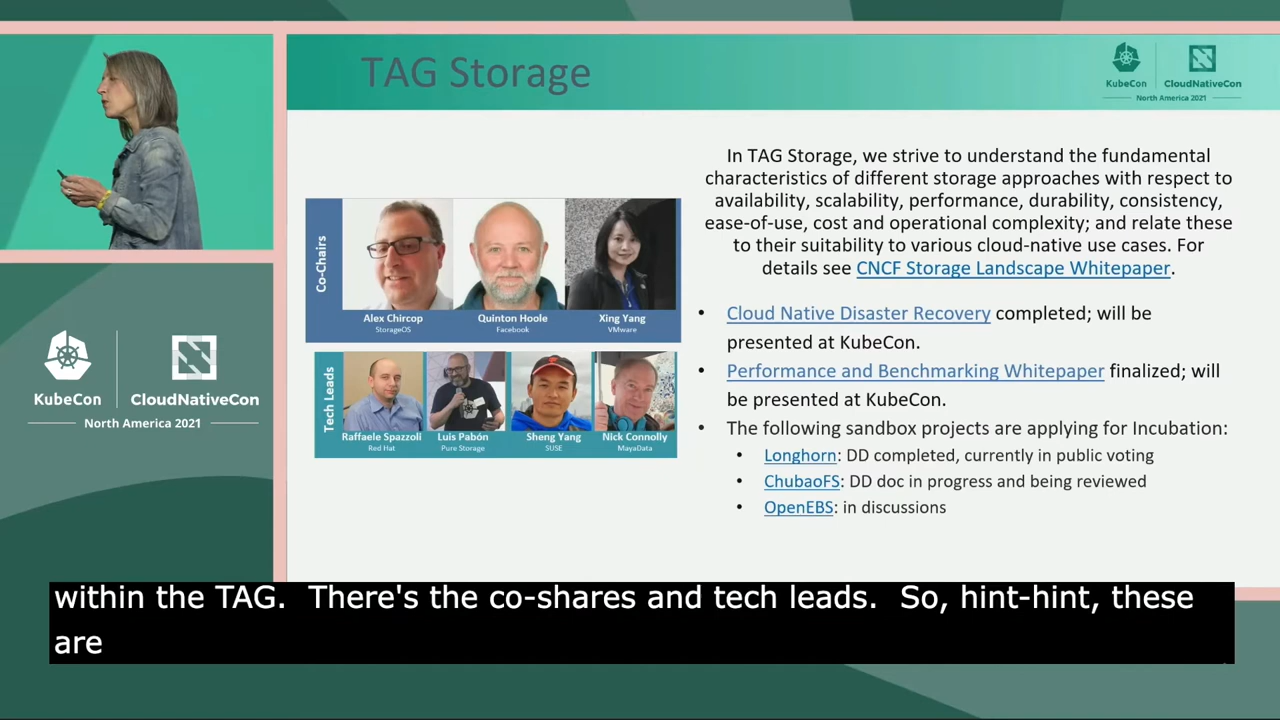 TAG Storage
KubeCon
CloudNativeCon
North America 2021
In TAG Storage, we strive to understand the fundamental
characteristics of different storage approaches with respect to
availability, scalability, performance, durability, consistency,
ease-of-use, cost and operational complexity; and relate these
to their suitability to various cloud-native use cases. For
details see CNCF Storage Landscape Whitepaper.
Co-Chairs
Alex Chircop
StorageOS
Quinton Hoole
Facebook
Xing Yang
VMware
Tech Leads
Raffaele Spazzoli
Red Hat
Luis Pabón
Pure Storage
Sheng Yang
SUSE
Nick Connolly
MayaData
• Cloud Native Disaster Recovery completed; will be
presented at KubeCon.
• Performance and Benchmarking Whitepaper finalized; will
be presented at KubeCon.
• The following sandbox projects are applying for Incubation:
• Longhorn: DD completed, currently in public voting
• ChubaoFS: DD doc in progress and being reviewed
• OpenEBS: in discussions
KubeCon
CloudNativeCon
North America 2021
within the TAG. There's the co-shares and tech leads. So, hint-hint, these
are